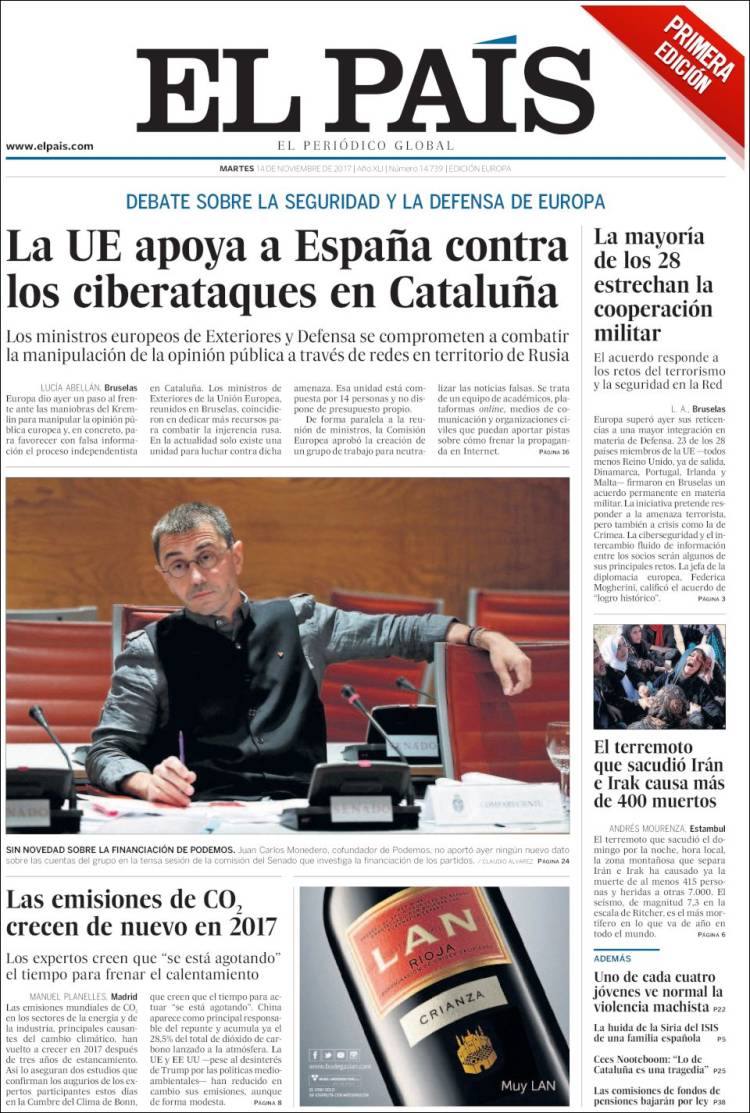 PRIMERA
EDICIÓN
EL PAÍS
EL PERIÓDICO GLOBAL
www.elpais.com
MARTES 14 DE NOVIEMBRE DE 2017 | Año XLI | Número 14.739 | EDICIÓN EUROPA
DEBATE SOBRE LA SEGURIDAD Y LA DEFENSA DE EUROPA
La UE apoya a España contra
los ciberataques en Cataluña
Los ministros europeos de Exteriores y Defensa se comprometen a combatir
la manipulación de la opinión pública a través de redes en territorio de Rusia
LUCÍA ABELLÁN, Bruselas
Europa dio ayer un paso al frente
ante las maniobras del Kremlin
para manipular la opinión pública
europea y, en concreto, para
favorecer con falsa información
el proceso independentista
en Cataluña. Los ministros de
Exteriores de la Unión Europea,
reunidos en Bruselas, coincidieron
en dedicar más recursos para
combatir la injerencia rusa.
En la actualidad solo existe una
unidad para luchar contra dicha
amenaza. Esa unidad está compuesta
por 14 personas y no dispone
de presupuesto propio.
De forma paralela a la reunión
de ministros, la Comisión
Europea aprobó la creación de
un grupo de trabajo para neutralizar
las noticias falsas. Se trata
de un equipo de académicos, plataformas
online, medios de comunicación
y organizaciones civiles
que puedan aportar pistas
sobre cómo frenar la propaganda
en Internet. PÁGINA 16
La mayoría
de los 28
estrechan la
cooperación
militar
El acuerdo responde a
los retos del terrorismo
y la seguridad en la Red
L. A., Bruselas
Europa superó ayer sus reticencias
a una mayor integración en
materia de Defensa. 23 de los 28
países miembros de la UE —todos
menos Reino Unido, ya de salida,
Dinamarca, Portugal, Irlanda y
Malta— firmaron en Bruselas un
acuerdo permanente en materia
militar. La iniciativa pretende responder
a la amenaza terrorista,
pero también a crisis como la de
Crimea. La ciberseguridad y el intercambio
fluido de información
entre los socios serán algunos de
sus principales retos. La jefa de la
diplomacia europea, Federica
Mogherini, calificó el acuerdo de
“logro histórico”. PÁGINA 3
SENADO
SENADO
SENADO
COMPARECIENTE
SIN NOVEDAD SOBRE LA FINANCIACIÓN DE PODEMOS. Juan Carlos Monedero, cofundador de Podemos, no aportó ayer ningún nuevo dato
sobre las cuentas del grupo en la tensa sesión de la comisión del Senado que investiga la financiación de los partidos. / CLAUDIO ÁLVAREZ PÁGINA 24
El terremoto
que sacudió Irán
e Irak causa más
de 400 muertos
ANDRÉS MOURENZA, Estambul
El terremoto que sacudió el domingo
por la noche, hora local,
la zona montañosa que separa
Irán e Irak ha causado ya la
muerte de al menos 415 personas
y heridas a otras 7.000. El
seísmo, de magnitud 7,3 en la
escala de Ritcher, es el más mortífero
en lo que va de año en
todo el mundo. PÁGINA 6
Las emisiones de CO2
crecen de nuevo en 2017
Los expertos creen que “se está agotando”
el tiempo para frenar el calentamiento
MANUEL PLANELLES, Madrid
Las emisiones mundiales de CO2
en los sectores de la energía y de
la industria, principales causantes
del cambio climático, han
vuelto a crecer en 2017 después
de tres años de estancamiento.
Así lo aseguran dos estudios que
confirman los augurios de los expertos
participantes estos días
en la Cumbre del Clima de Bonn,
que creen que el tiempo para actuar
“se está agotando”. China
aparece como principal responsable
del repunte y acumula ya el
28,5% del total de dióxido de carbono
lanzado a la atmósfera. La
UE y EE UU —pese al desinterés
de Trump por las políticas medioambientales—
han reducido en
cambio sus emisiones, aunque
de forma modesta. PÁGINA 8
LAN
RIOJA
CRIANZA
www.bodegaslan.com
Muy LAN
ADEMÁS
Uno de cada cuatro
jóvenes ve normal la
violencia machista P22
La huida de la Siria del ISIS
de una familia española P5
Cees Nooteboom: “Lo de
Cataluña es una tragedia” P25
Las comisiones de fondos de
pensiones bajarán por ley P38